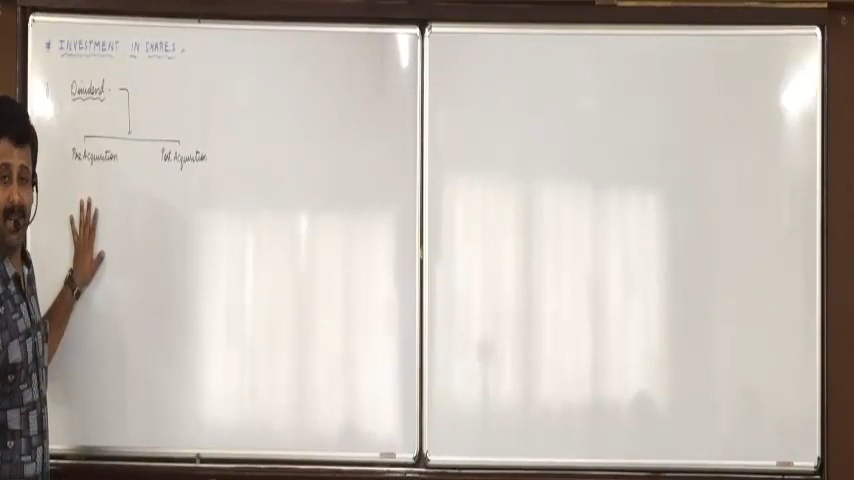 # INVESTMENT IN SHARES.
Dividend
Pre Acquisition Post Acquisition